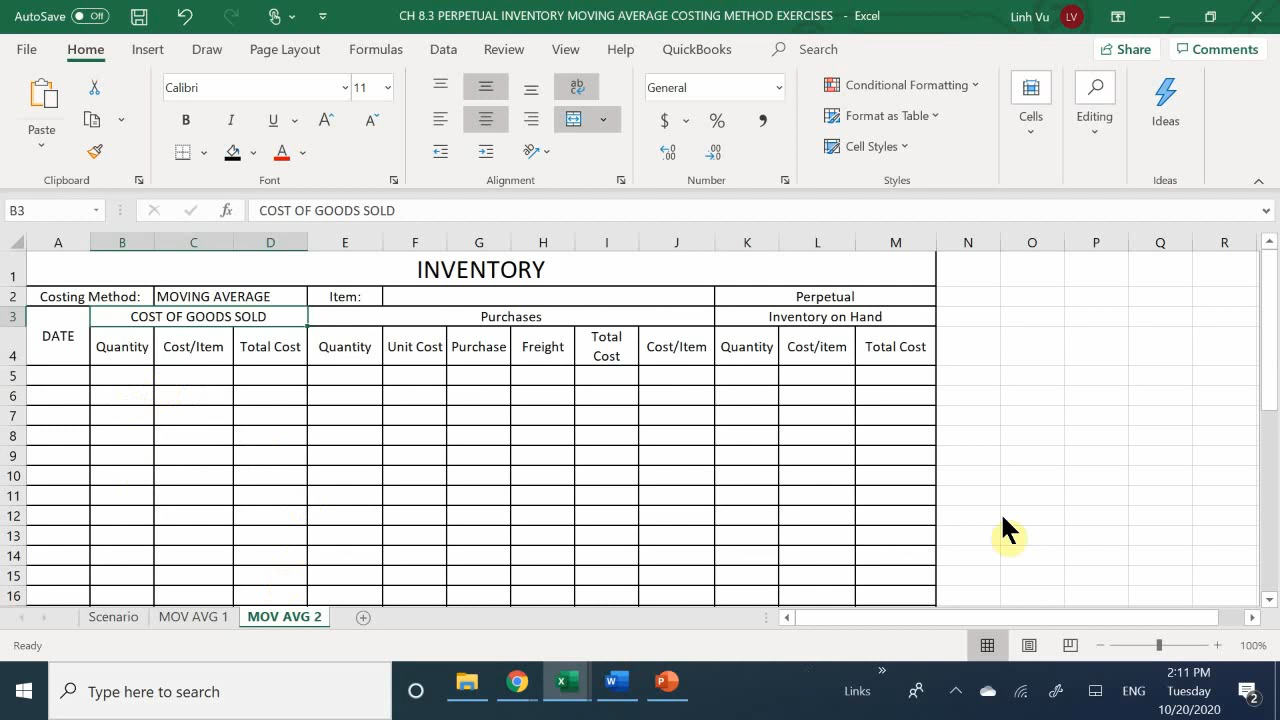 AutoSave Off CH 8.3 PERPETUAL INVENTORY MOVING AVERAGE COSTING METHOD EXERCISES - Excel Linh Vu LV
File Home Insert Draw Page Layout Formulas Data Review View Help QuickBooks Search Share Comments
Paste Calibri 11 ab General Conditional Formatting Cells Editing Ideas
B I U A A $ % Format as Table
A Cell Styles
Clipboard Font Alignment Number Styles Ideas
B3 fx COST OF GOODS SOLD
A B C D E F G H I J K L M N O P Q R
1 INVENTORY
2 Costing Method: MOVING AVERAGE Item: Perpetual
3 DATE COST OF GOODS SOLD Purchases Inventory on Hand
4 Quantity Cost/Item Total Cost Quantity Unit Cost Purchase Freight Total Cost Cost/Item Quantity Cost/item Total Cost
5
6
7
8
9
10
11
12
13
14
15
16
Scenario MOV AVG 1 MOV AVG 2
Ready 100%
Type here to search Links ENG 2:11 PM
Tuesday
10/20/2020 2